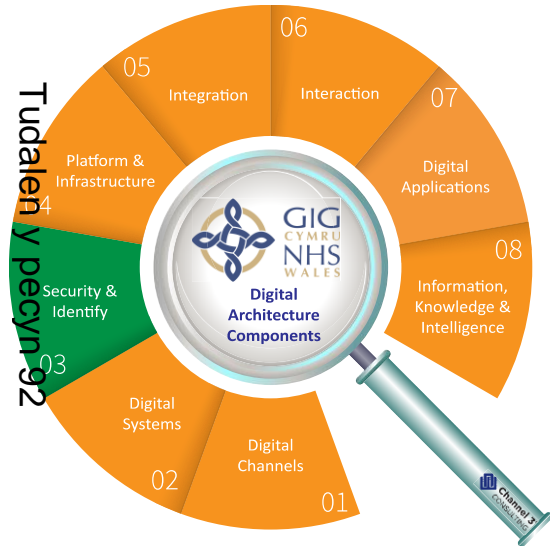 Tudalen y pecyn 92
01
Digital
Channels
02
Digital
Systems
03
Security &
Identify
04
Platform &
Infrastructure
05
Integration
06
Interaction
07
Digital
Applications
08
Information,
Knowledge &
Intelligence
GIG
CYMRU
NHS
WALES
Digital
Architecture
Components
Channel 3
CONSULTING